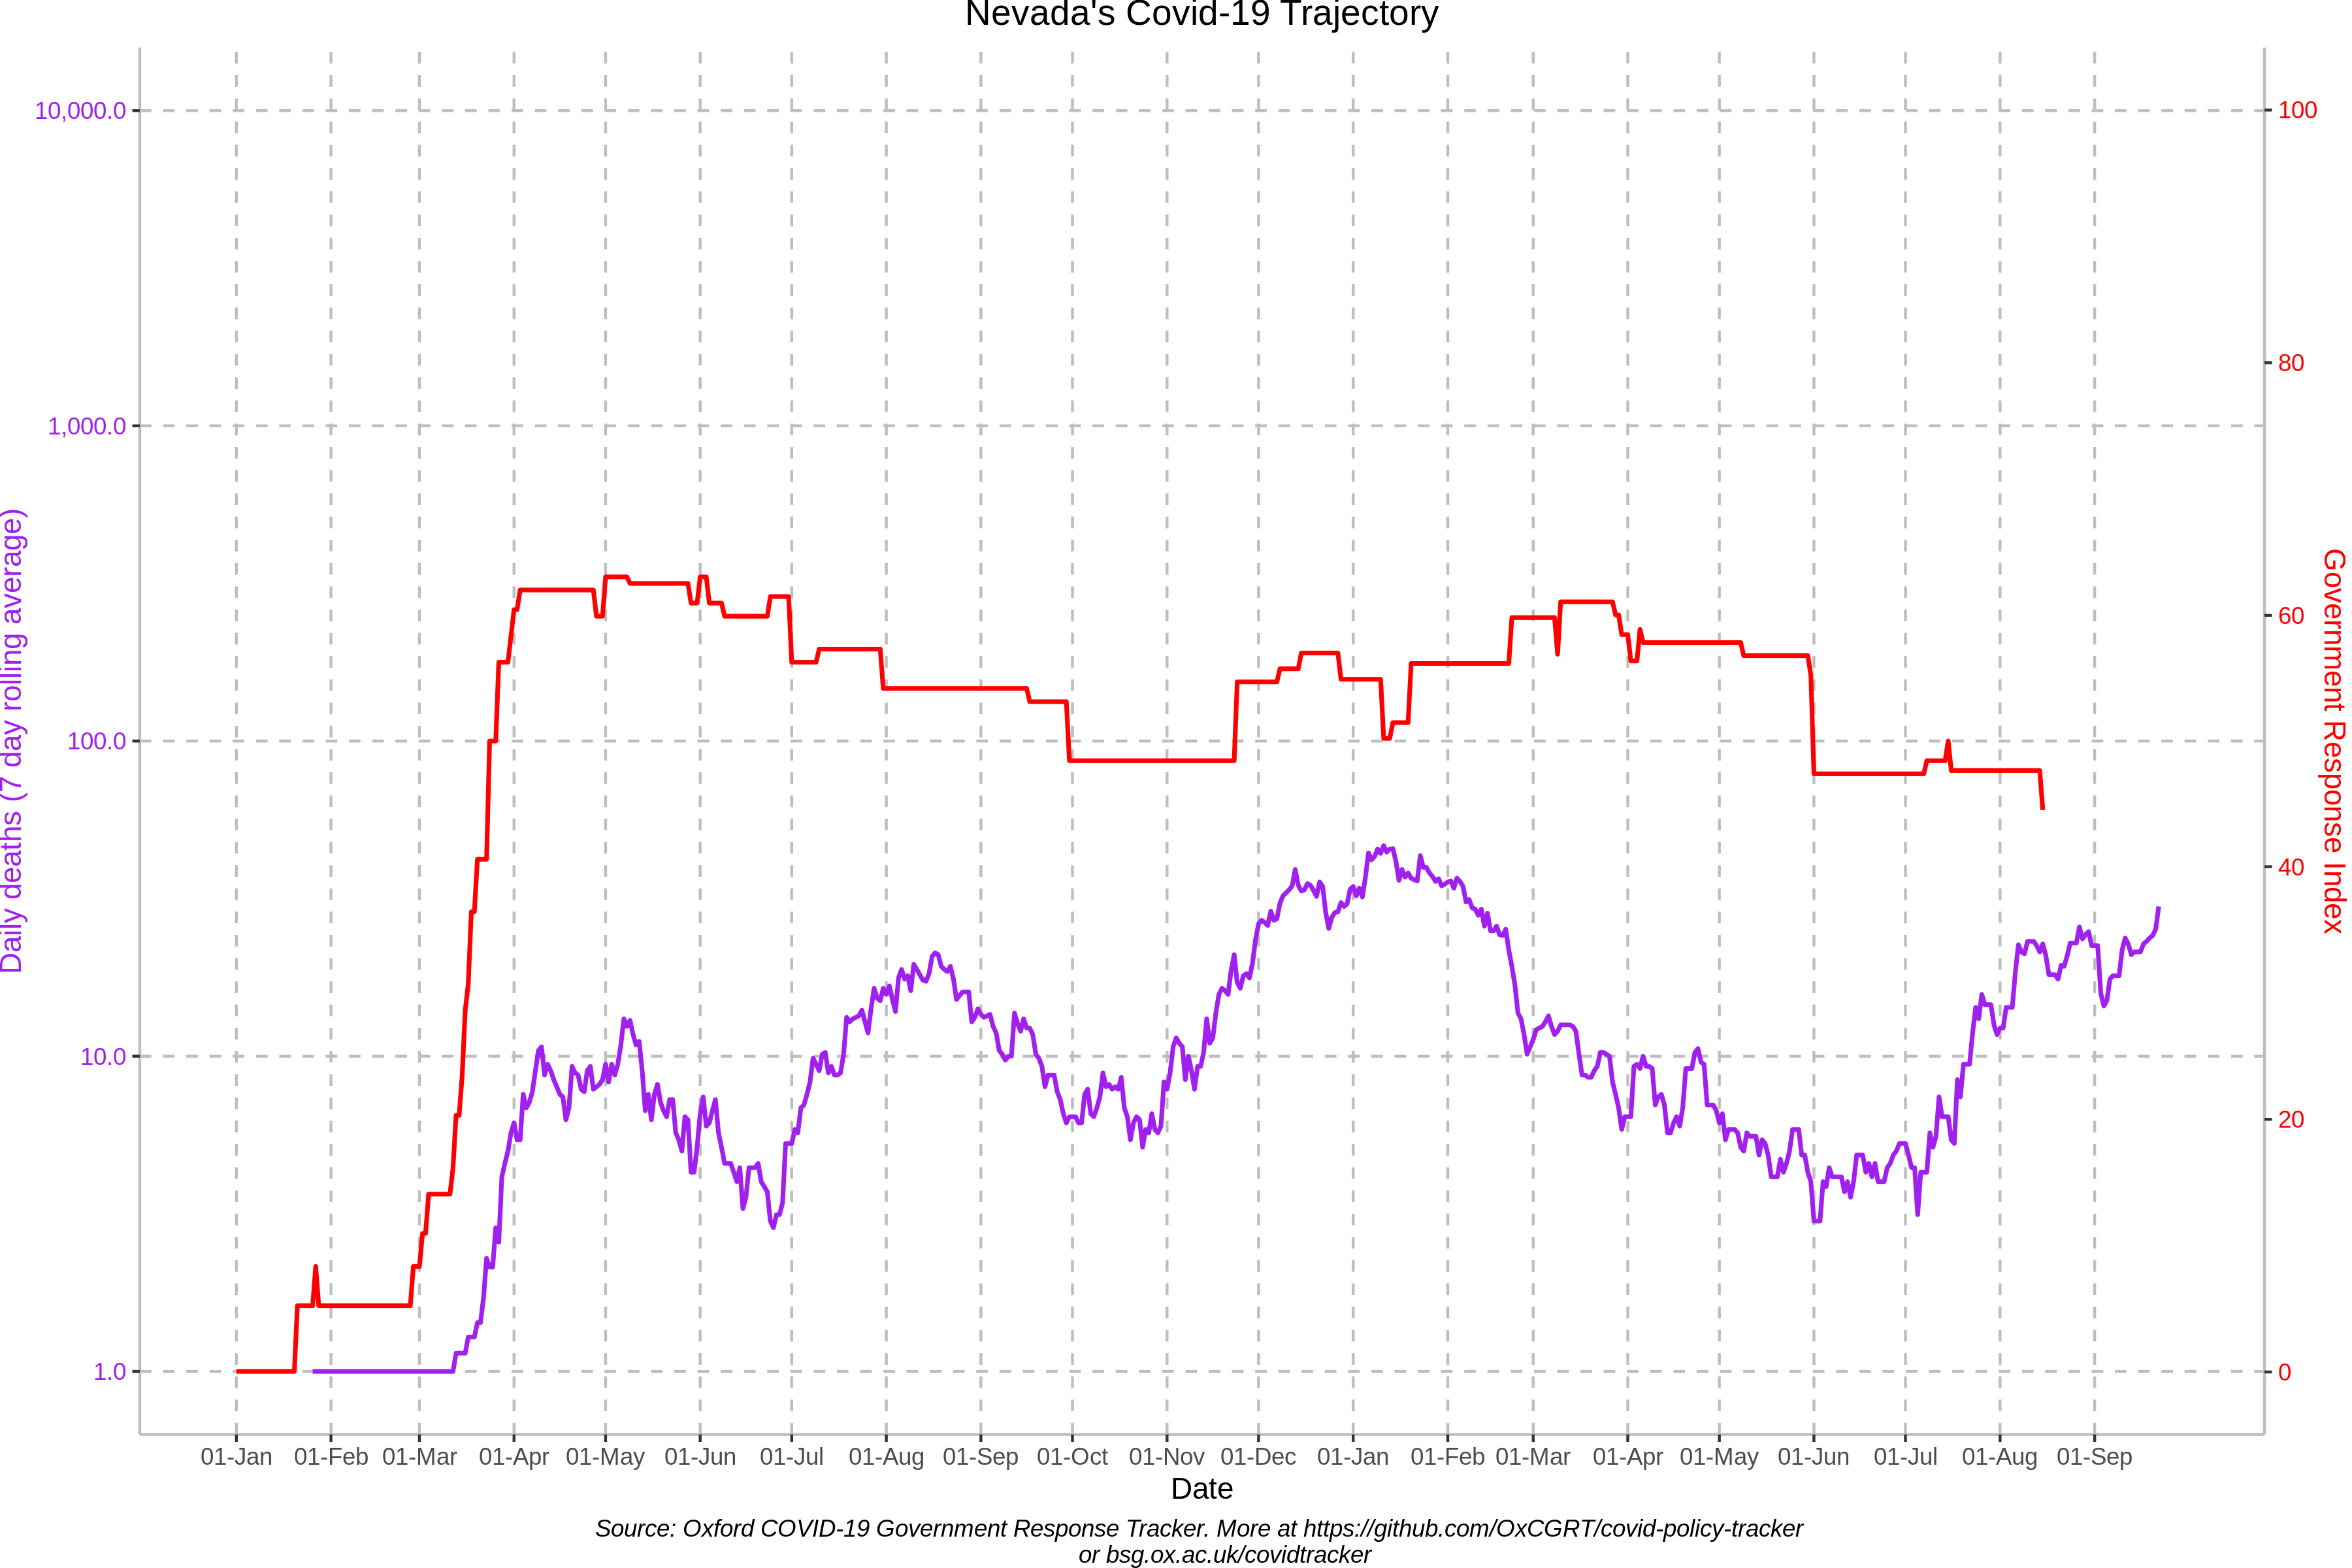 Nevada's Covid-19 Trajectory
Daily deaths (7 day rolling average)
10,000.0
1,000.0
100.0
10.0
1.0
100
80
60
40
20
0
Government Response Index
01-Jan 01-Feb 01-Mar 01-Apr 01-May 01-Jun 01-Jul 01-Aug 01-Sep 01-Oct 01-Nov 01-Dec 01-Jan 01-Feb 01-Mar 01-Apr 01-May 01-Jun 01-Jul 01-Aug 01-Sep
Date
Source: Oxford COVID-19 Government Response Tracker. More at https://github.com/OxCGRT/covid-policy-tracker
or bsg.ox.ac.uk/covidtracker